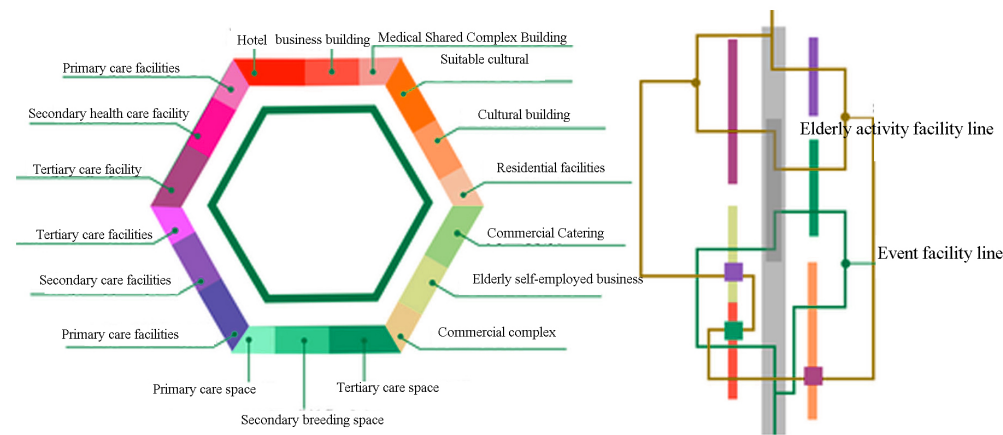 Hotel
business building
Medical Shared Complex Building
Suitable cultural
Primary care facilities
Secondary health care facility
Cultural building
Tertiary care facility
Residential facilities
Tertiary care facilities
Commercial Catering
Secondary care facilities
Elderly self-employed business
Primary care facilities
Commercial complex
Primary care space
Tertiary care space
Secondary breeding space
Elderly activity facility line
Event facility line